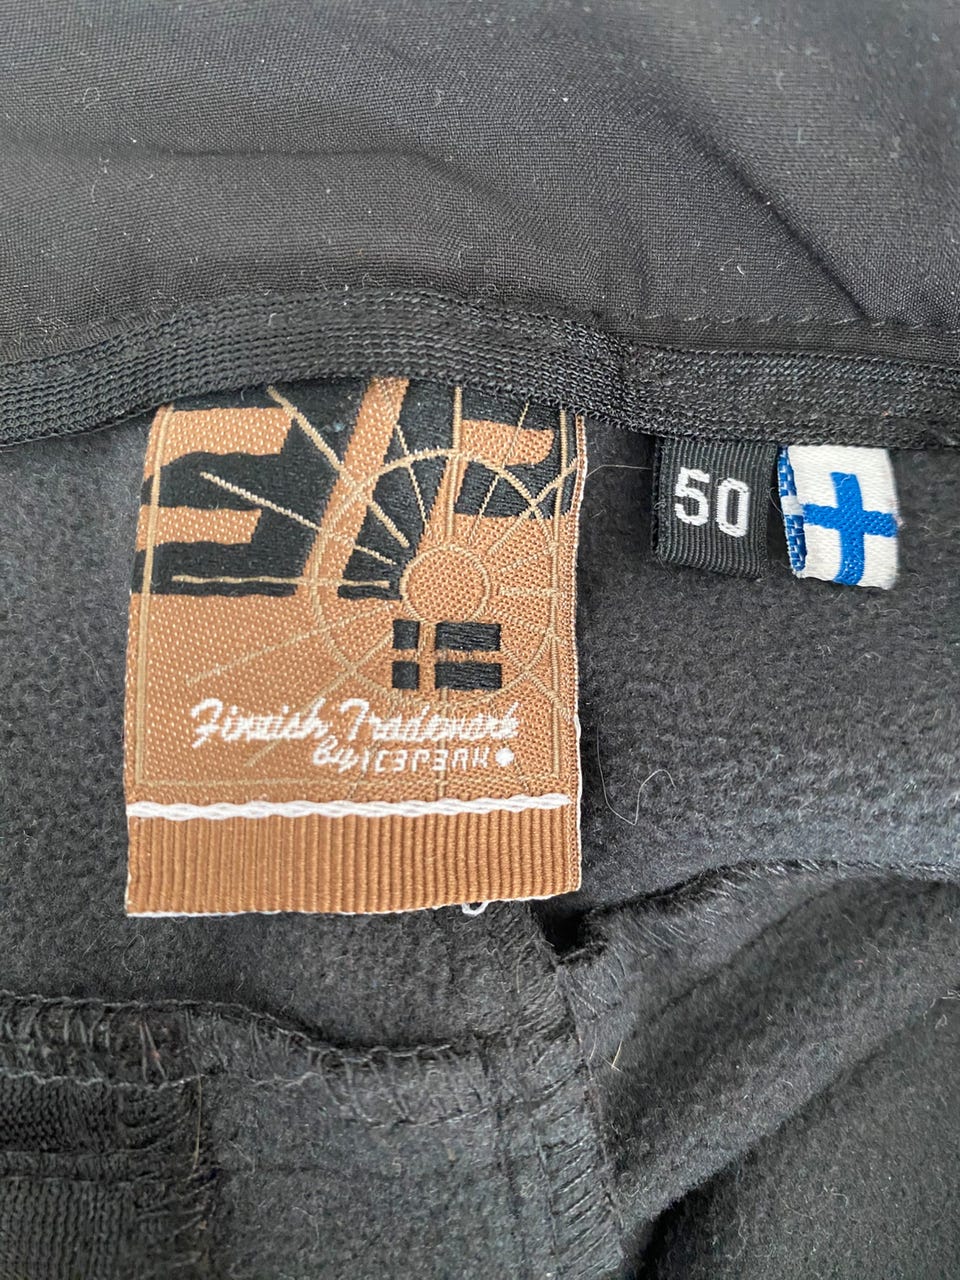 50
Finnish Trademark
By ICEPEAK